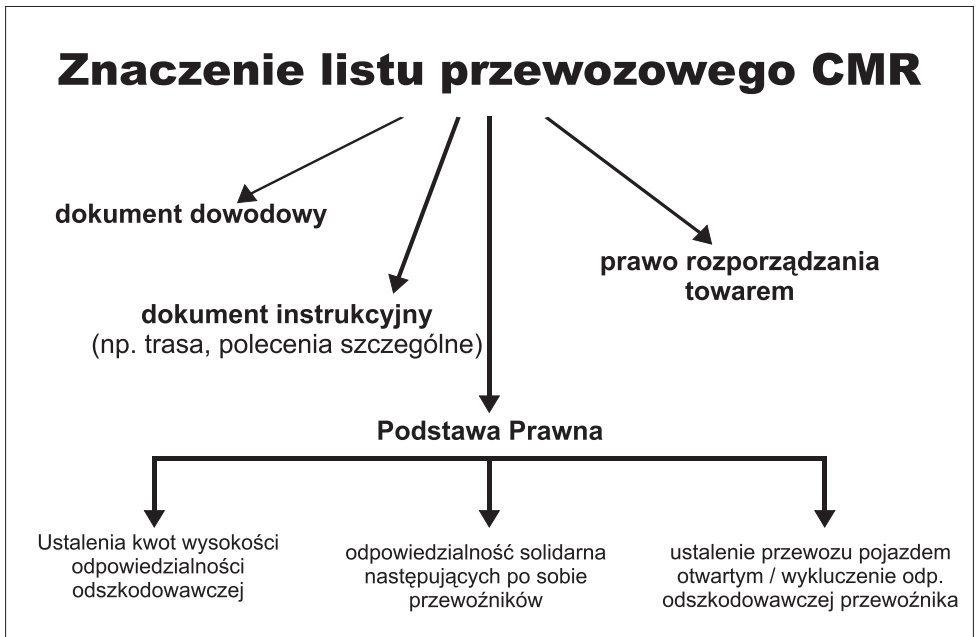 Znaczenie listu przewozowego CMR
dokument dowodowy
prawo rozporządzania
towarem
dokument instrukcyjny
(np. trasa, polecenia szczególne)
Podstawa Prawna
Ustalenia kwot wysokości
odpowiedzialności
odszkodowawczej
odpowiedzialność solidarna
następujących po sobie
przewoźników
ustalenie przewozu pojazdem
otwartym / wykluczenie odp.
odszkodowawczej przewoźnika